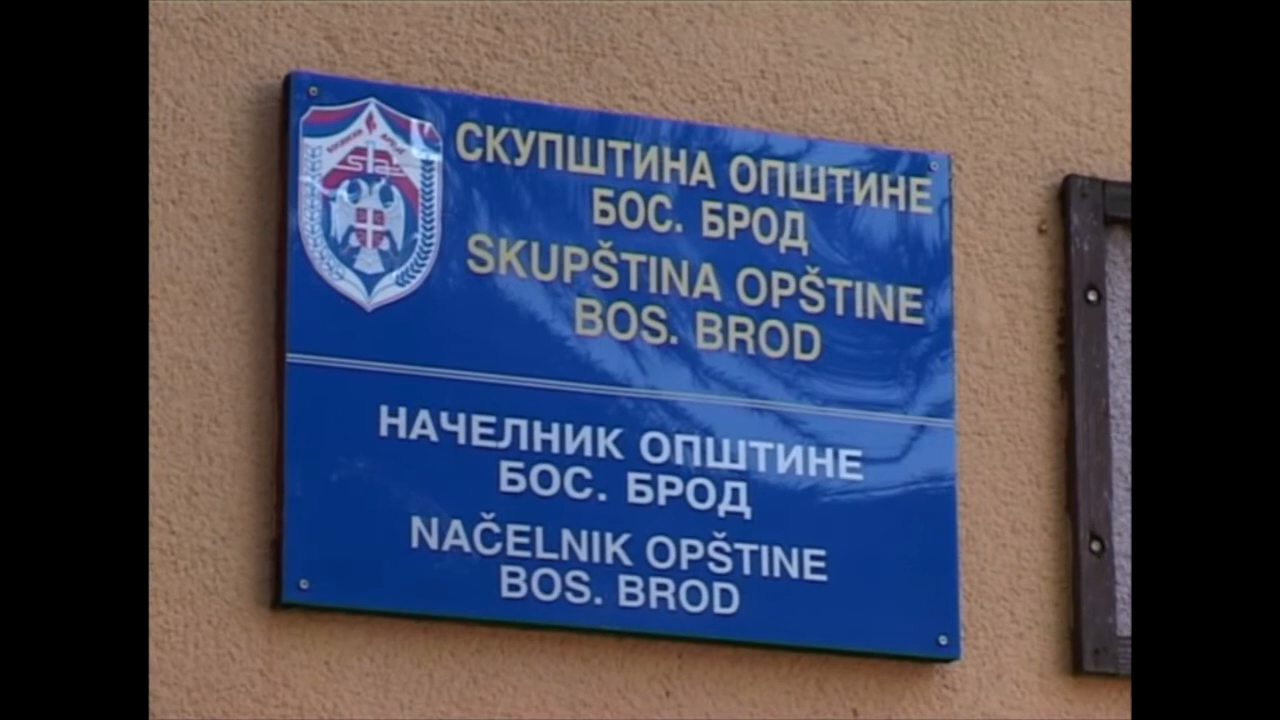 СКУПШТИНА ОПШТИНЕ
БОС. БРОД
SKUPŠTINA OPŠTINE
BOS. BROD
НАЧЕЛНИК ОПШТИНЕ
БОС. БРОД
NAČELNIK OPŠTINE
BOS. BROD